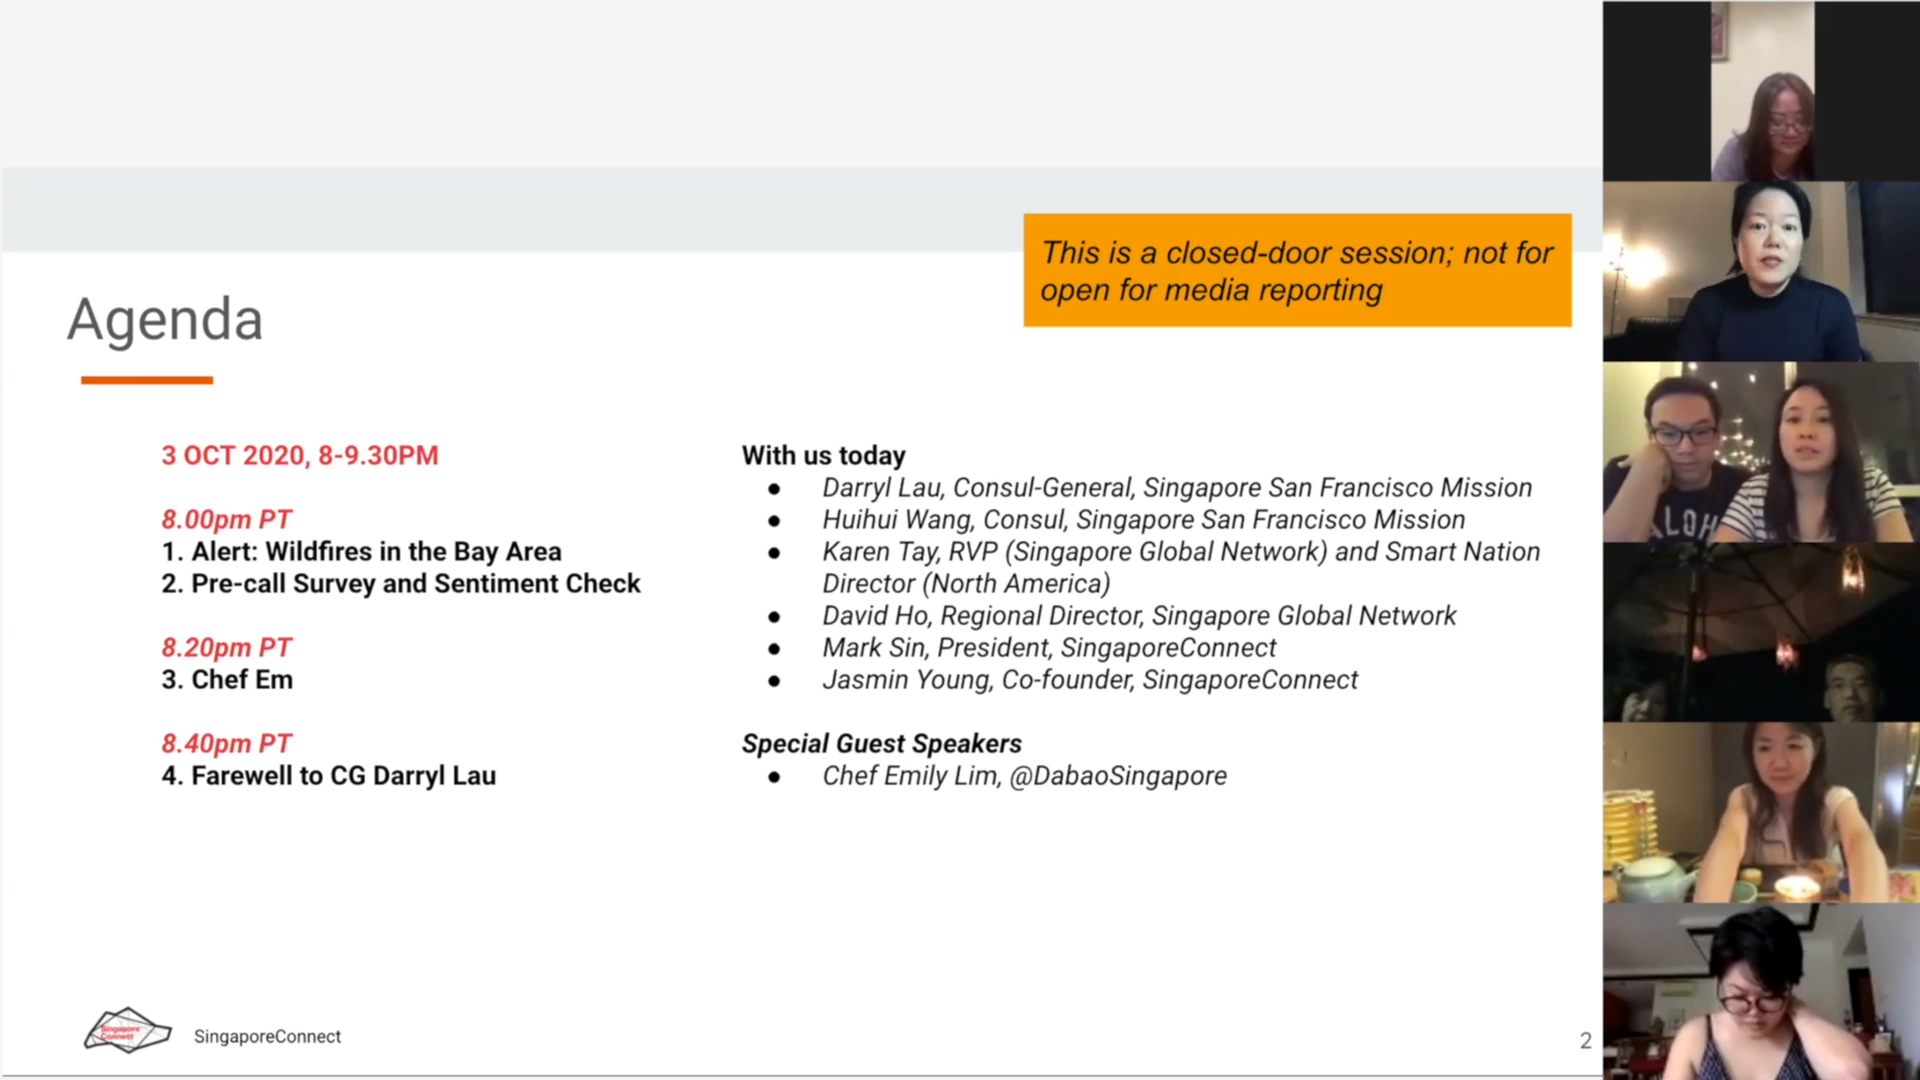 This is a closed-door session; not for
open for media reporting
Agenda
3 OCT 2020, 8-9.30PM
8.00pm PT
1. Alert: Wildfires in the Bay Area
2. Pre-call Survey and Sentiment Check
8.20pm PT
3. Chef Em
8.40pm PT
4. Farewell to CG Darryl Lau
With us today
● Darryl Lau, Consul-General, Singapore San Francisco Mission
● Huihui Wang, Consul, Singapore San Francisco Mission
● Karen Tay, RVP (Singapore Global Network) and Smart Nation
Director (North America)
● David Ho, Regional Director, Singapore Global Network
● Mark Sin, President, SingaporeConnect
● Jasmin Young, Co-founder, SingaporeConnect
Special Guest Speakers
● Chef Emily Lim, @DabaoSingapore
Singapore
Connect
SingaporeConnect
2
ALOH